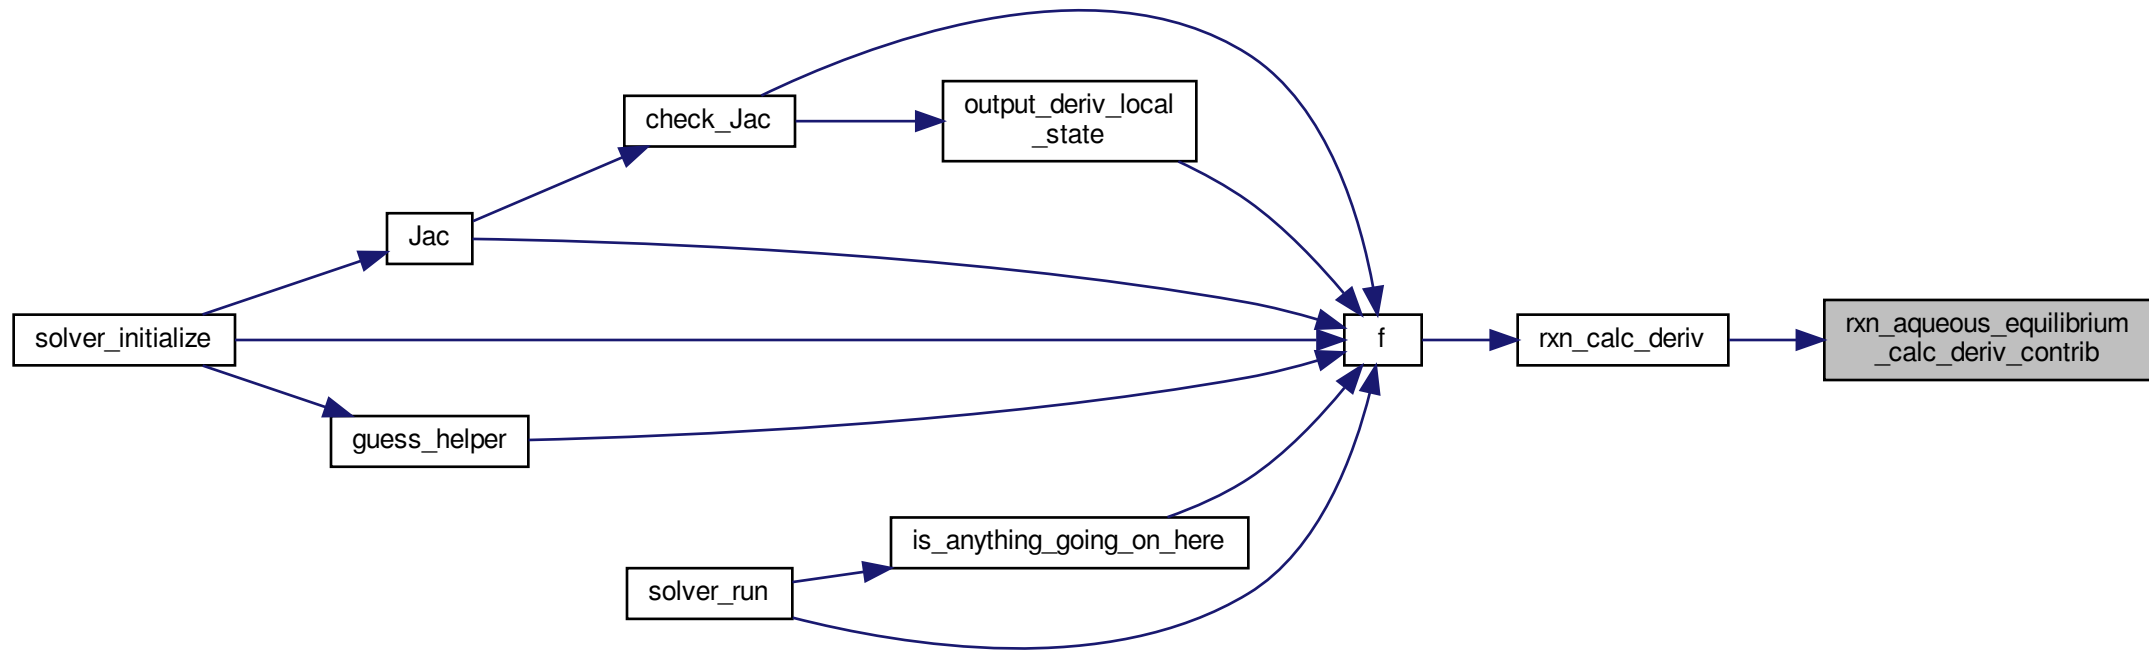 check_Jac
output_deriv_local
_state
Jac
solver_initialize
f
rxn_calc_deriv
rxn_aqueous_equilibrium
_calc_deriv_contrib
guess_helper
is_anything_going_on_here
solver_run